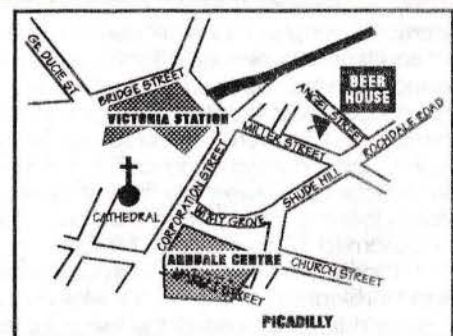 GT. DUCIE ST.
BRIDGE STREET
VICTORIA STATION
BEER
HOUSE
ANGEL STREET
MILLER STREET
ROCHDALE ROAD
SHUDE HILL
CORPORATION STREET
CATHEDRAL
GROVE
ARNDALE CENTRE
STREET
CHURCH STREET
PICADILLY